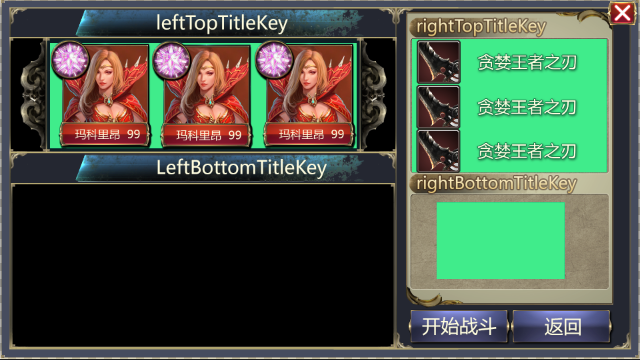 leftTopTitleKey
玛科里昂 99
玛科里昂 99
玛科里昂 99
LeftBottomTitleKey
rightTopTitleKey
贪婪王者之刃
贪婪王者之刃
贪婪王者之刃
rightBottomTitleKey
开始战斗
返回